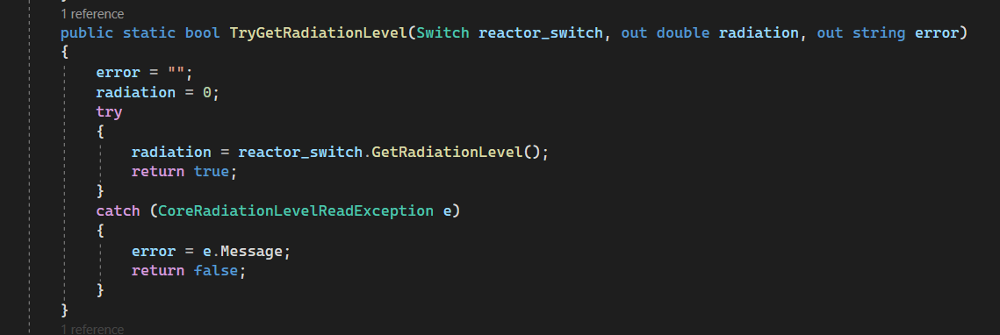 1 reference
public static bool TryGetRadiationLevel(Switch reactor_switch, out double radiation, out string error)
{
error = "";
radiation = 0;
try
{
radiation = reactor_switch.GetRadiationLevel();
return true;
}
catch (CoreRadiationLevelReadException e)
{
error = e.Message;
return false;
}
}
1 reference